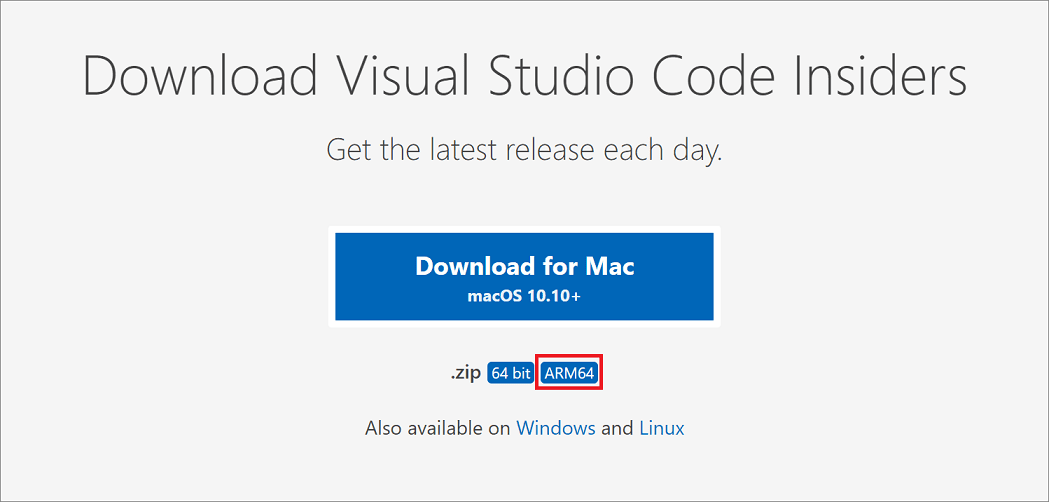 Download Visual Studio Code Insiders
Get the latest release each day.
Download for Mac
macOS 10.10+
.zip 64 bit ARM64
Also available on Windows and Linux